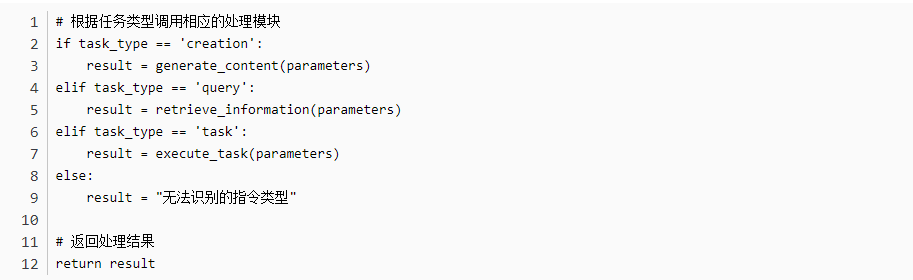 1 # 根据任务类型调用相应的处理模块
2 if task_type == 'creation':
3     result = generate_content(parameters)
4 elif task_type == 'query':
5     result = retrieve_information(parameters)
6 elif task_type == 'task':
7     result = execute_task(parameters)
8 else:
9     result = "无法识别的指令类型"
10
11 # 返回处理结果
12 return result